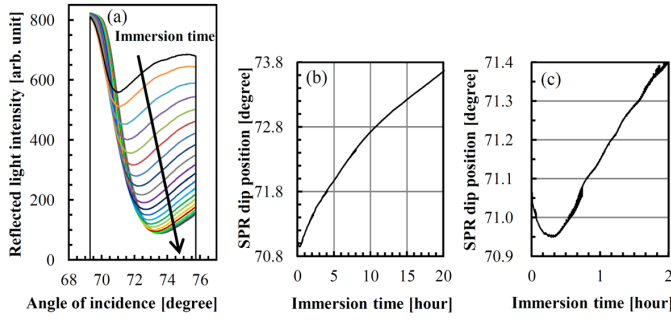 (a)
Immersion time
Reflected light intensity [arb. unit]
800
600
400
200
0
68 70 72 74 76
Angle of incidence [degree]
(b)
SPR dip position [degree]
73.8
72.8
71.8
70.8
0 5 10 15 20
Immersion time [hour]
(c)
SPR dip position [degree]
71.4
71.3
71.2
71.1
71.0
70.9
0 1 2
Immersion time [hour]